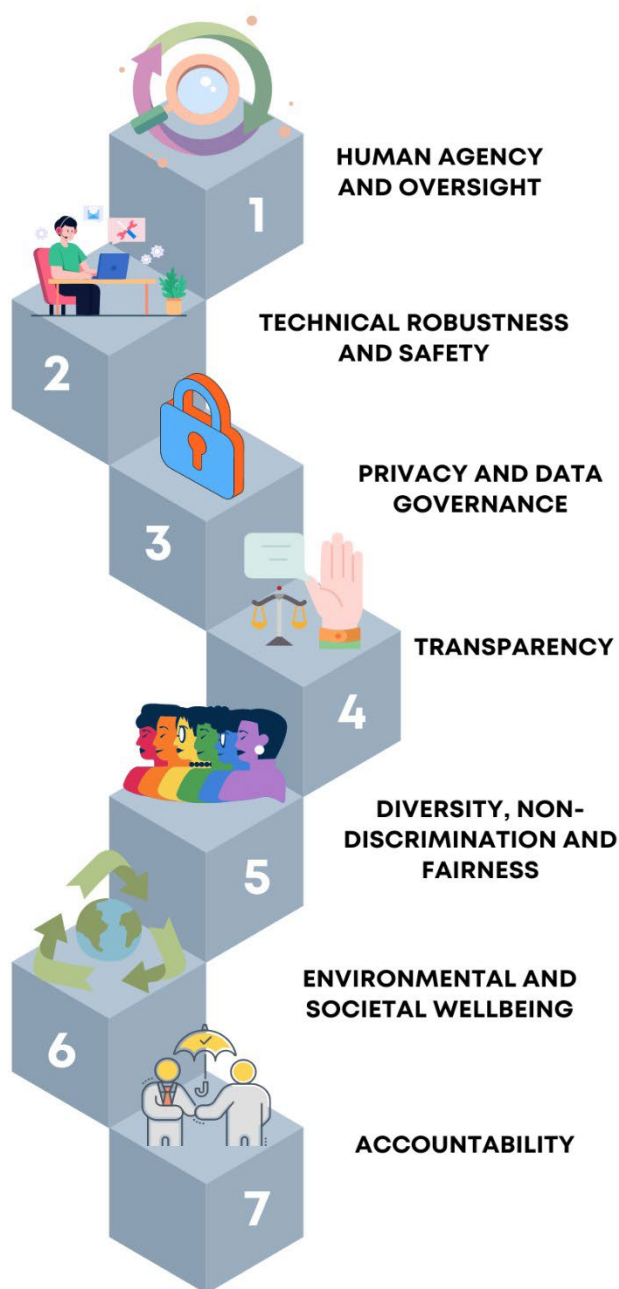 1
HUMAN AGENCY
AND OVERSIGHT
2
TECHNICAL ROBUSTNESS
AND SAFETY
3
PRIVACY AND DATA
GOVERNANCE
4
TRANSPARENCY
5
DIVERSITY, NON-
DISCRIMINATION AND
FAIRNESS
6
ENVIRONMENTAL AND
SOCIETAL WELLBEING
7
ACCOUNTABILITY